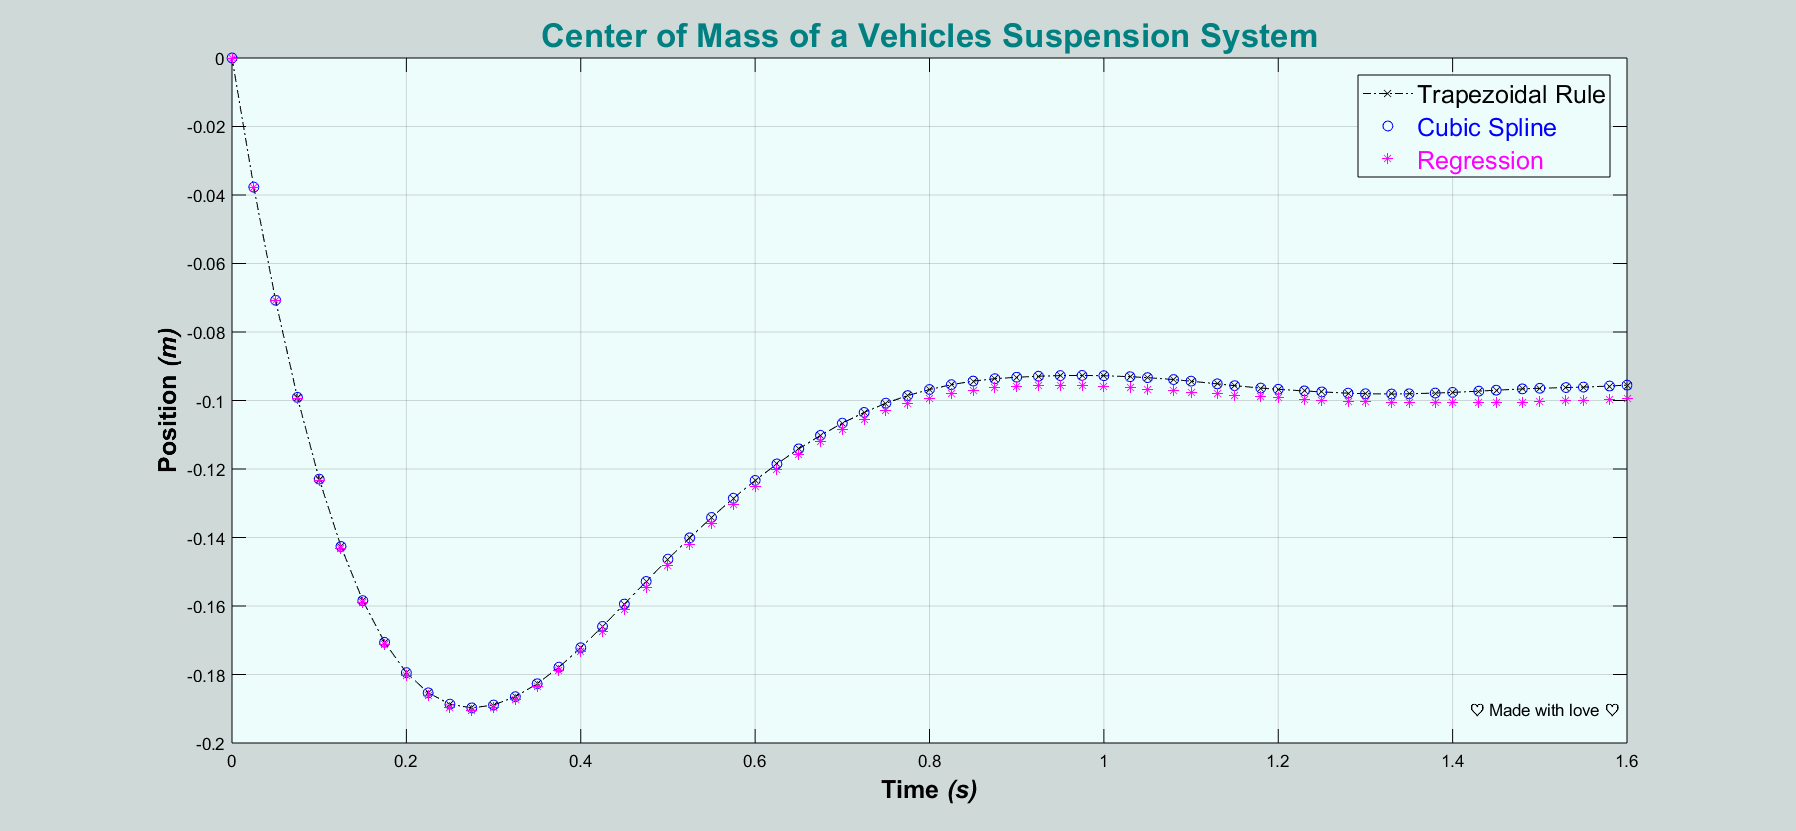 Center of Mass of a Vehicles Suspension System
0
-0.02
-0.04
-0.06
-0.08
-0.1
-0.12
-0.14
-0.16
-0.18
-0.2
Position (m)
Trapezoidal Rule
Cubic Spline
Regression
♡ Made with love ♡
0 0.2 0.4 0.6 0.8 1 1.2 1.4 1.6
Time (s)